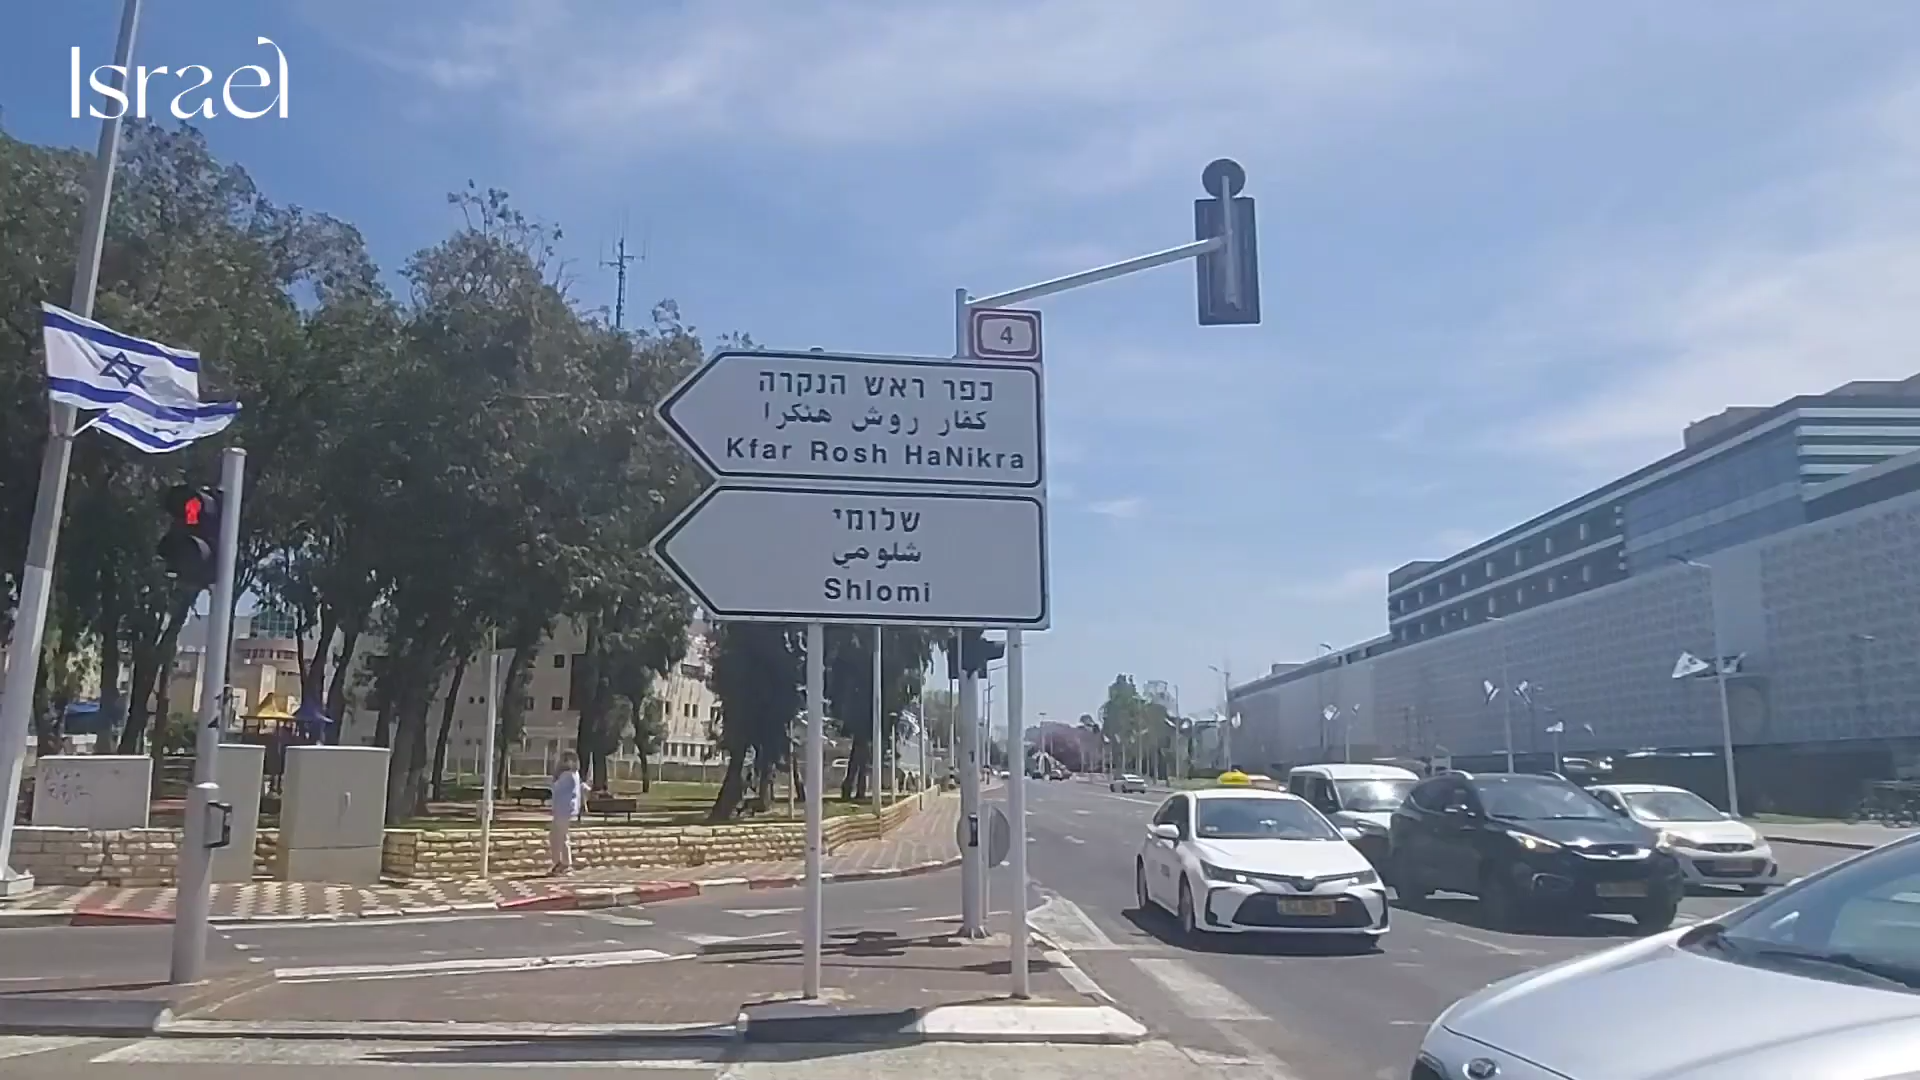 Israel
4
כפר ראש הנקרה
كفار روش هنكرا
Kfar Rosh HaNikra
שלומי
شلومي
Shlomi